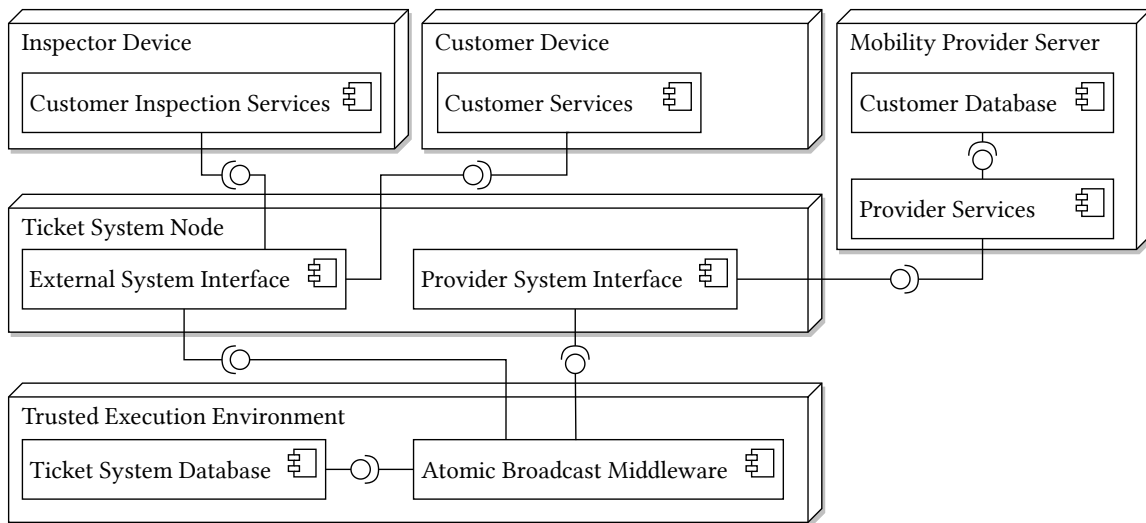 Inspector Device
Customer Inspection Services
Customer Device
Customer Services
Mobility Provider Server
Customer Database
Provider Services
Ticket System Node
External System Interface
Provider System Interface
Trusted Execution Environment
Ticket System Database
Atomic Broadcast Middleware